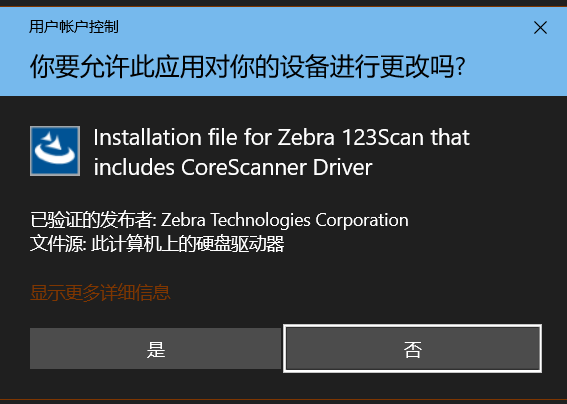 用户帐户控制
你要允许此应用对你的设备进行更改吗?
Installation file for Zebra 123Scan that
includes CoreScanner Driver
已验证的发布者: Zebra Technologies Corporation
文件源: 此计算机上的硬盘驱动器
显示更多详细信息
是
否